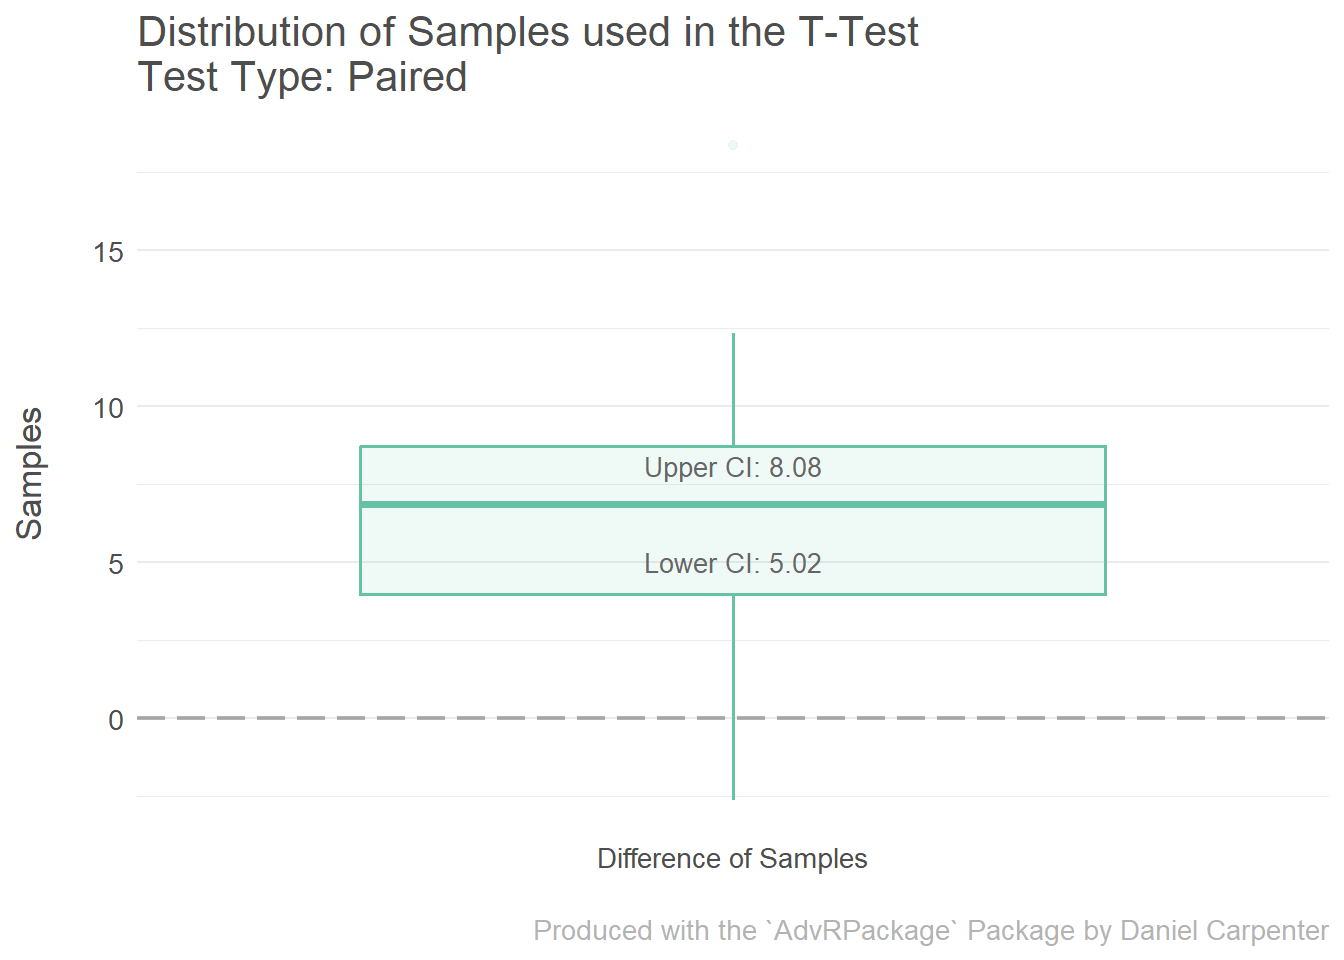 Distribution of Samples used in the T-Test
Test Type: Paired
Samples
15
10
5
0
Upper CI: 8.08
Lower CI: 5.02
Difference of Samples
Produced with the `AdvRPackage` Package by Daniel Carpenter